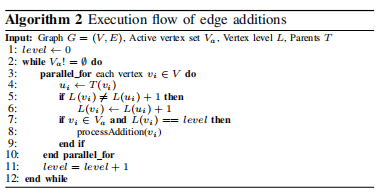 Algorithm 2 Execution flow of edge additions
Input: Graph G = (V, E), Active vertex set Vₐ, Vertex level L, Parents T
1: level ← 0
2: while Vₐ! = ∅ do
3: parallel_for each vertex vᵢ ∈ V do
4: uᵢ ← T(vᵢ)
5: if L(vᵢ) ≠ L(uᵢ) + 1 then
6: L(vᵢ) ← L(uᵢ) + 1
7: if vᵢ ∈ Vₐ and L(vᵢ) == level then
8: processAddition(vᵢ)
9: end if
10: end parallel_for
11: level = level + 1
12: end while